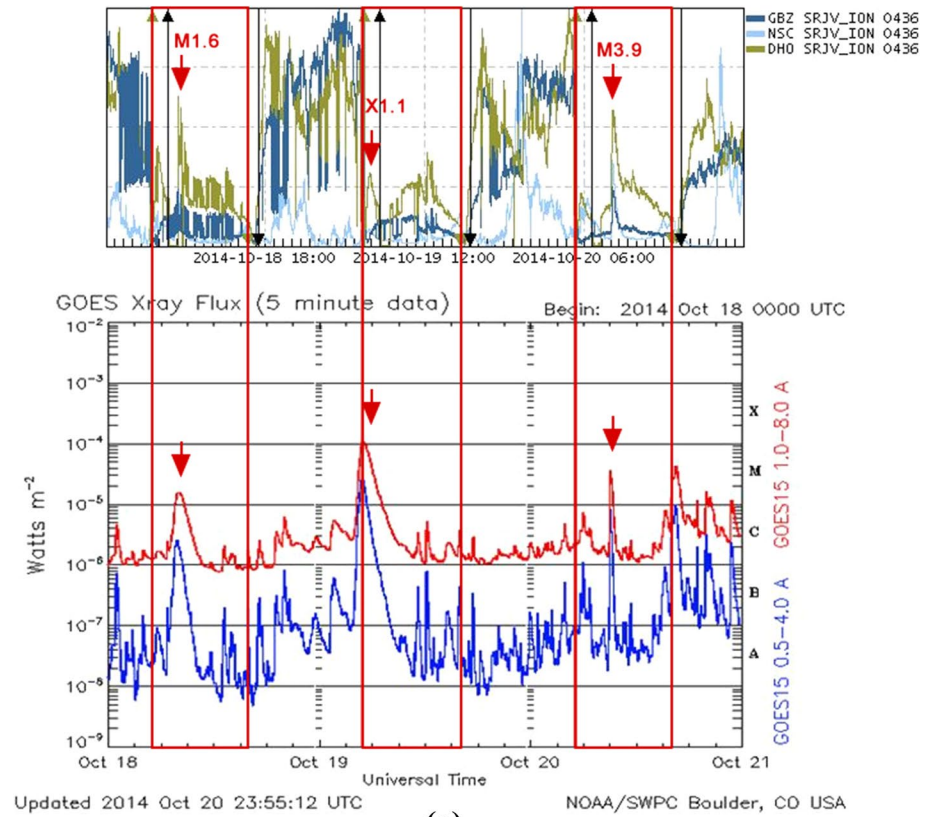 GBZ SRJV_ION 0436
NSC SRJV_ION 0436
DHO SRJV_ION 0436
M1.6
X1.1
M3.9
2014-10-18 18:00 2014-10-19 12:00 2014-10-20 06:00
GOES Xray Flux (5 minute data) Begin: 2014 Oct 18 0000 UTC
10-2
10-3
10-4
10-5
10-6
10-7
10-8
10-9
Watts m-2
X
M
C
B
A
GOES15 1.0-8.0 A
GOES15 0.5-4.0 A
Oct 18 Oct 19 Oct 20 Oct 21
Universal Time
Updated 2014 Oct 20 23:55:12 UTC NOAA/SWPC Boulder, CO USA